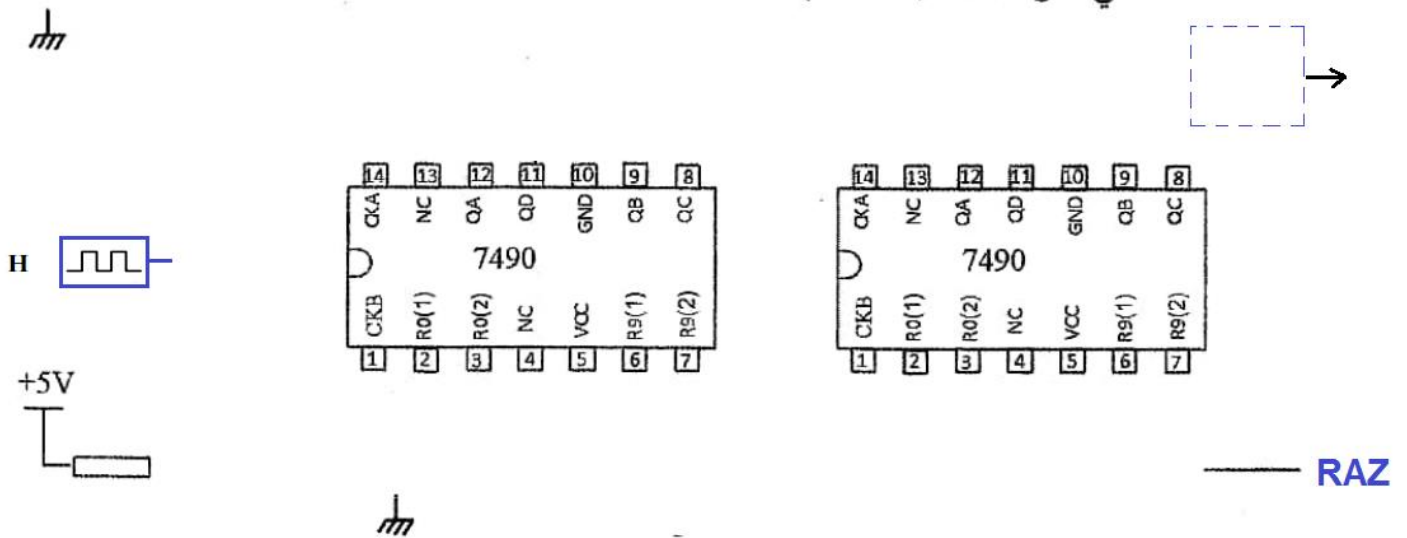 14 13 12 11 10 9 8
CKA NC QA QD GND QB QC
7490
CKB R0(1) R0(2) NC VCC R9(1) R9(2)
1 2 3 4 5 6 7
14 13 12 11 10 9 8
CKA NC QA QD GND QB QC
7490
CKB R0(1) R0(2) NC VCC R9(1) R9(2)
1 2 3 4 5 6 7
H
+5V
RAZ